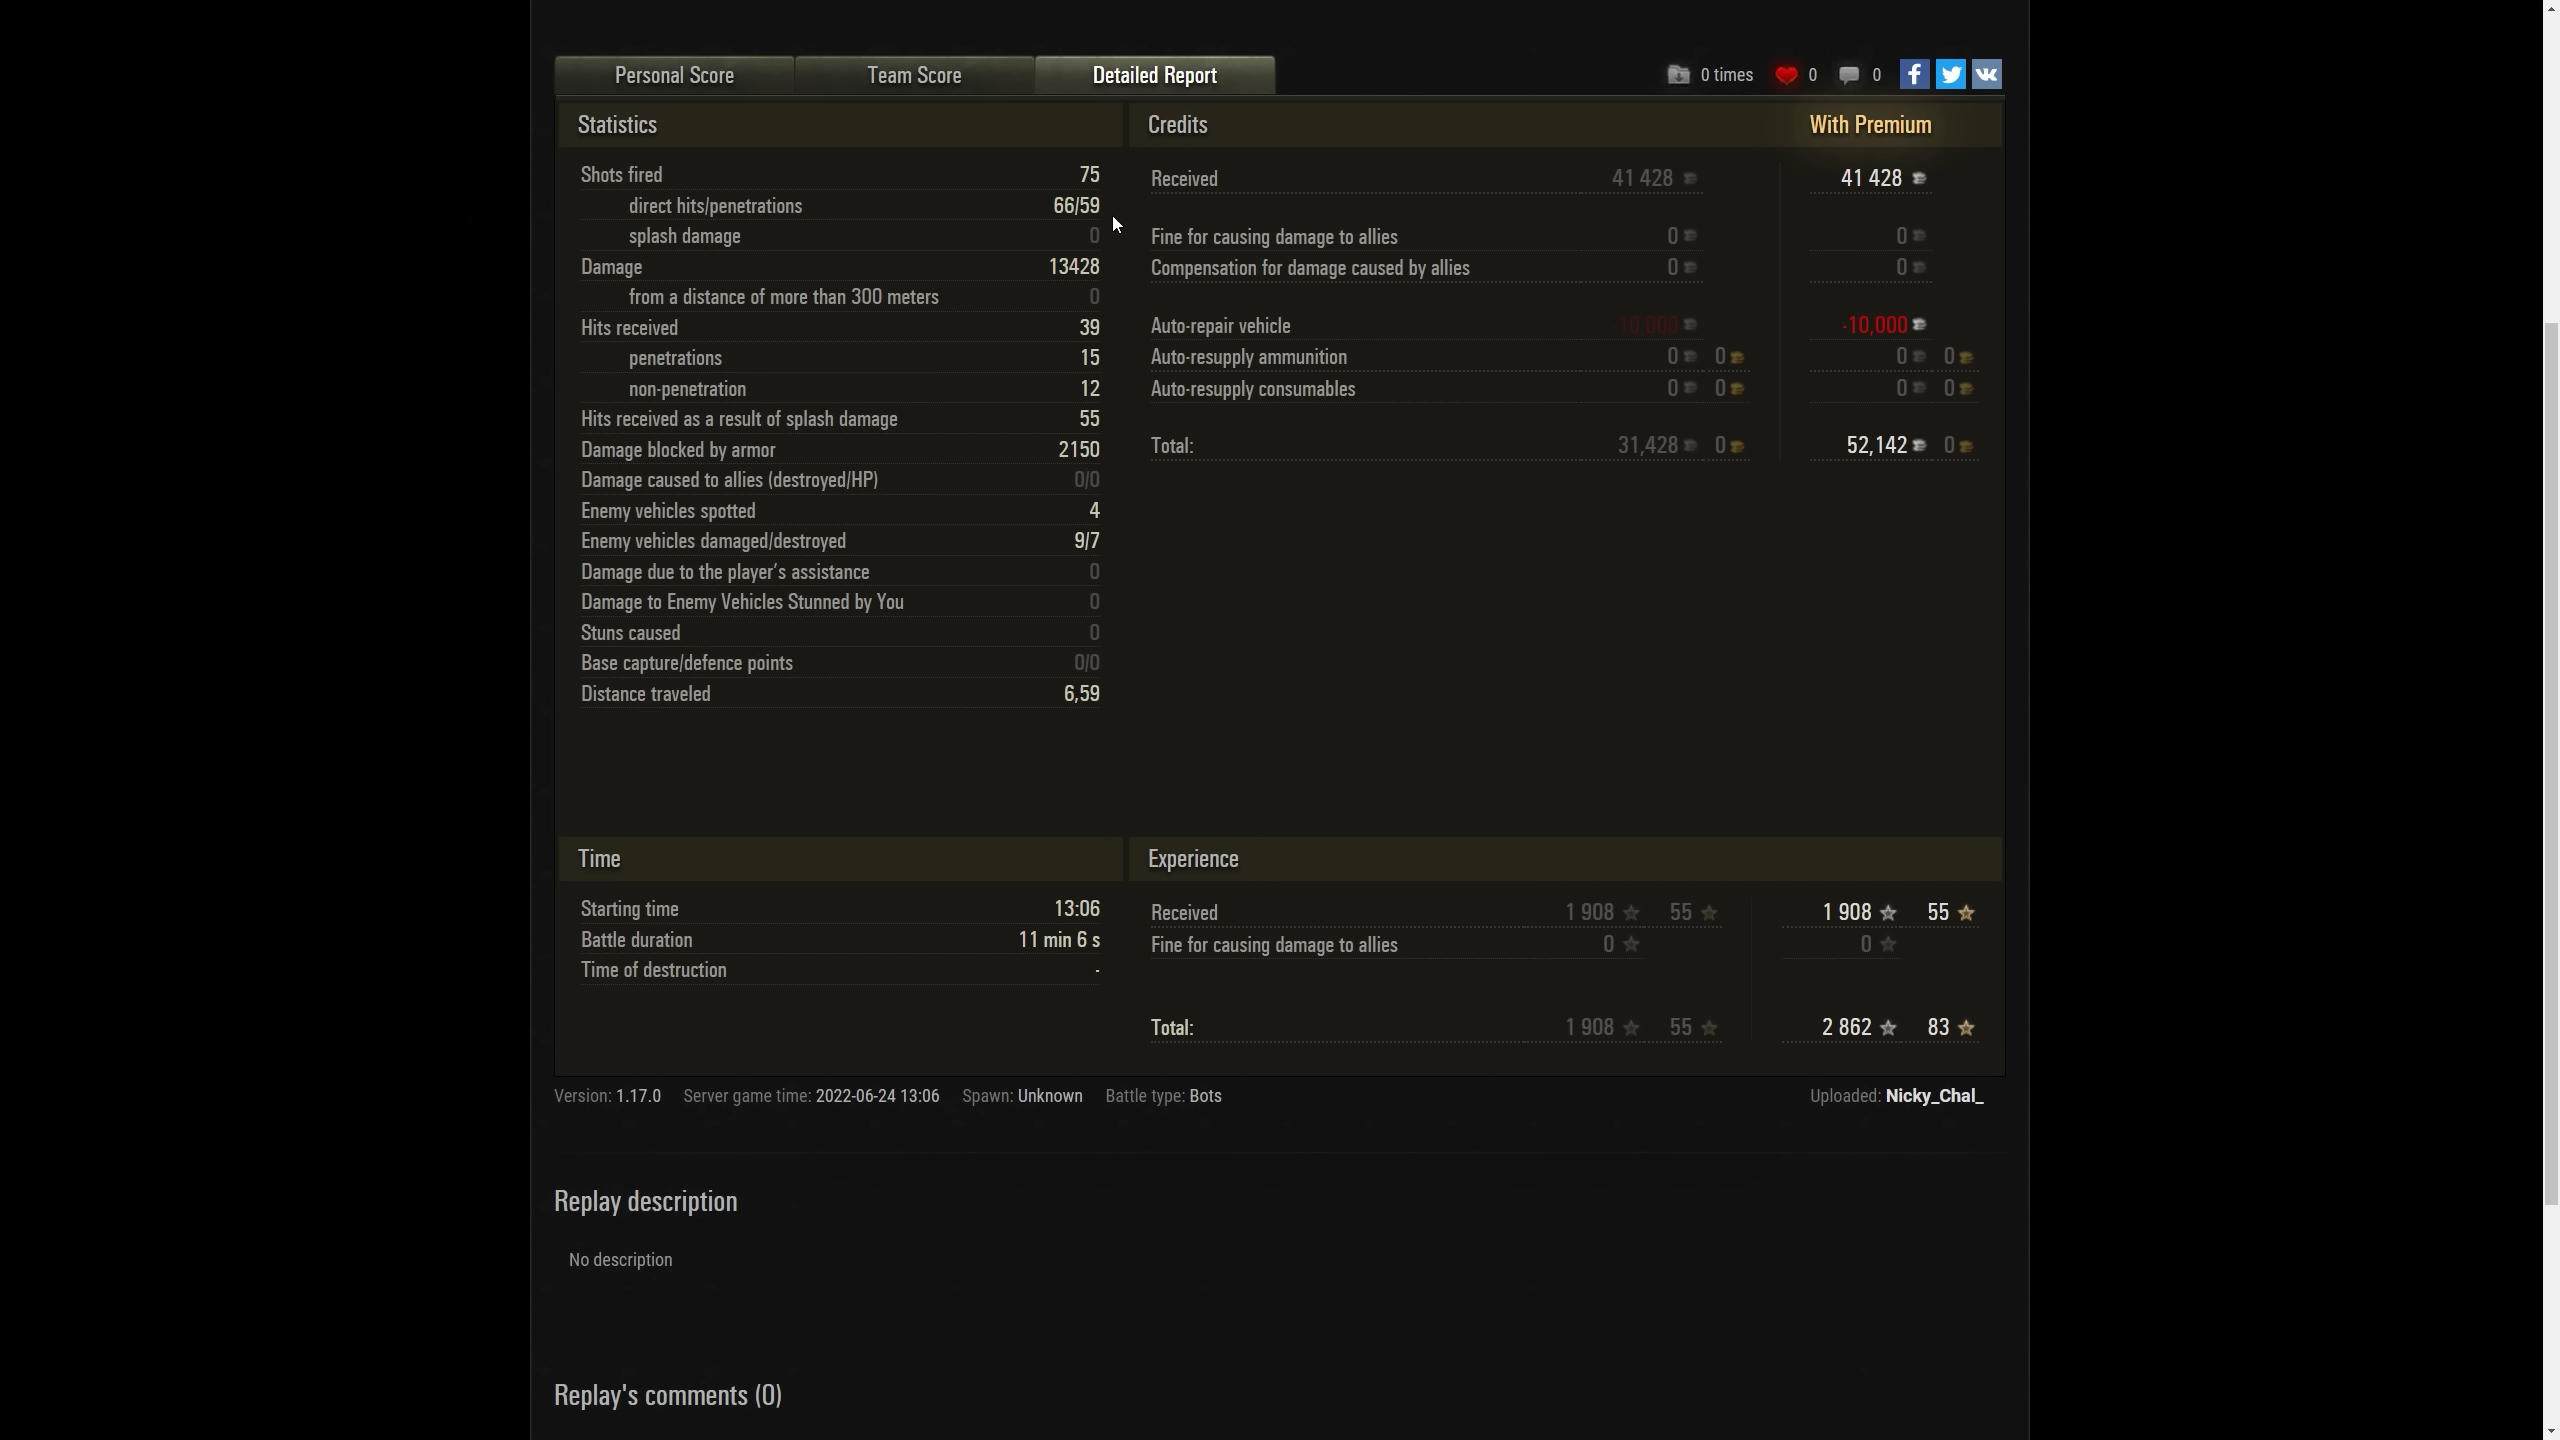 Personal Score Team Score Detailed Report 0 times 0 0
Statistics
Shots fired 75
direct hits/penetrations 66/59
splash damage 0
Damage 13428
from a distance of more than 300 meters 0
Hits received 39
penetrations 15
non-penetration 12
Hits received as a result of splash damage 55
Damage blocked by armor 2150
Damage caused to allies (destroyed/HP) 0/0
Enemy vehicles spotted 4
Enemy vehicles damaged/destroyed 9/7
Damage due to the player's assistance 0
Damage to Enemy Vehicles Stunned by You 0
Stuns caused 0
Base capture/defence points 0/0
Distance traveled 6,59
Credits With Premium
Received 41 428 41 428
Fine for causing damage to allies 0 0
Compensation for damage caused by allies 0 0
Auto-repair vehicle -10,000 -10,000
Auto-resupply ammunition 0 0 0 0
Auto-resupply consumables 0 0 0 0
Total: 31,428 0 52,142 0
Time
Starting time 13:06
Battle duration 11 min 6 s
Time of destruction -
Experience
Received 1 908 55 1 908 55
Fine for causing damage to allies 0 0
Total: 1 908 55 2 862 83
Version: 1.17.0 Server game time: 2022-06-24 13:06 Spawn: Unknown Battle type: Bots Uploaded: Nicky_Chal_
Replay description
No description
Replay's comments (0)